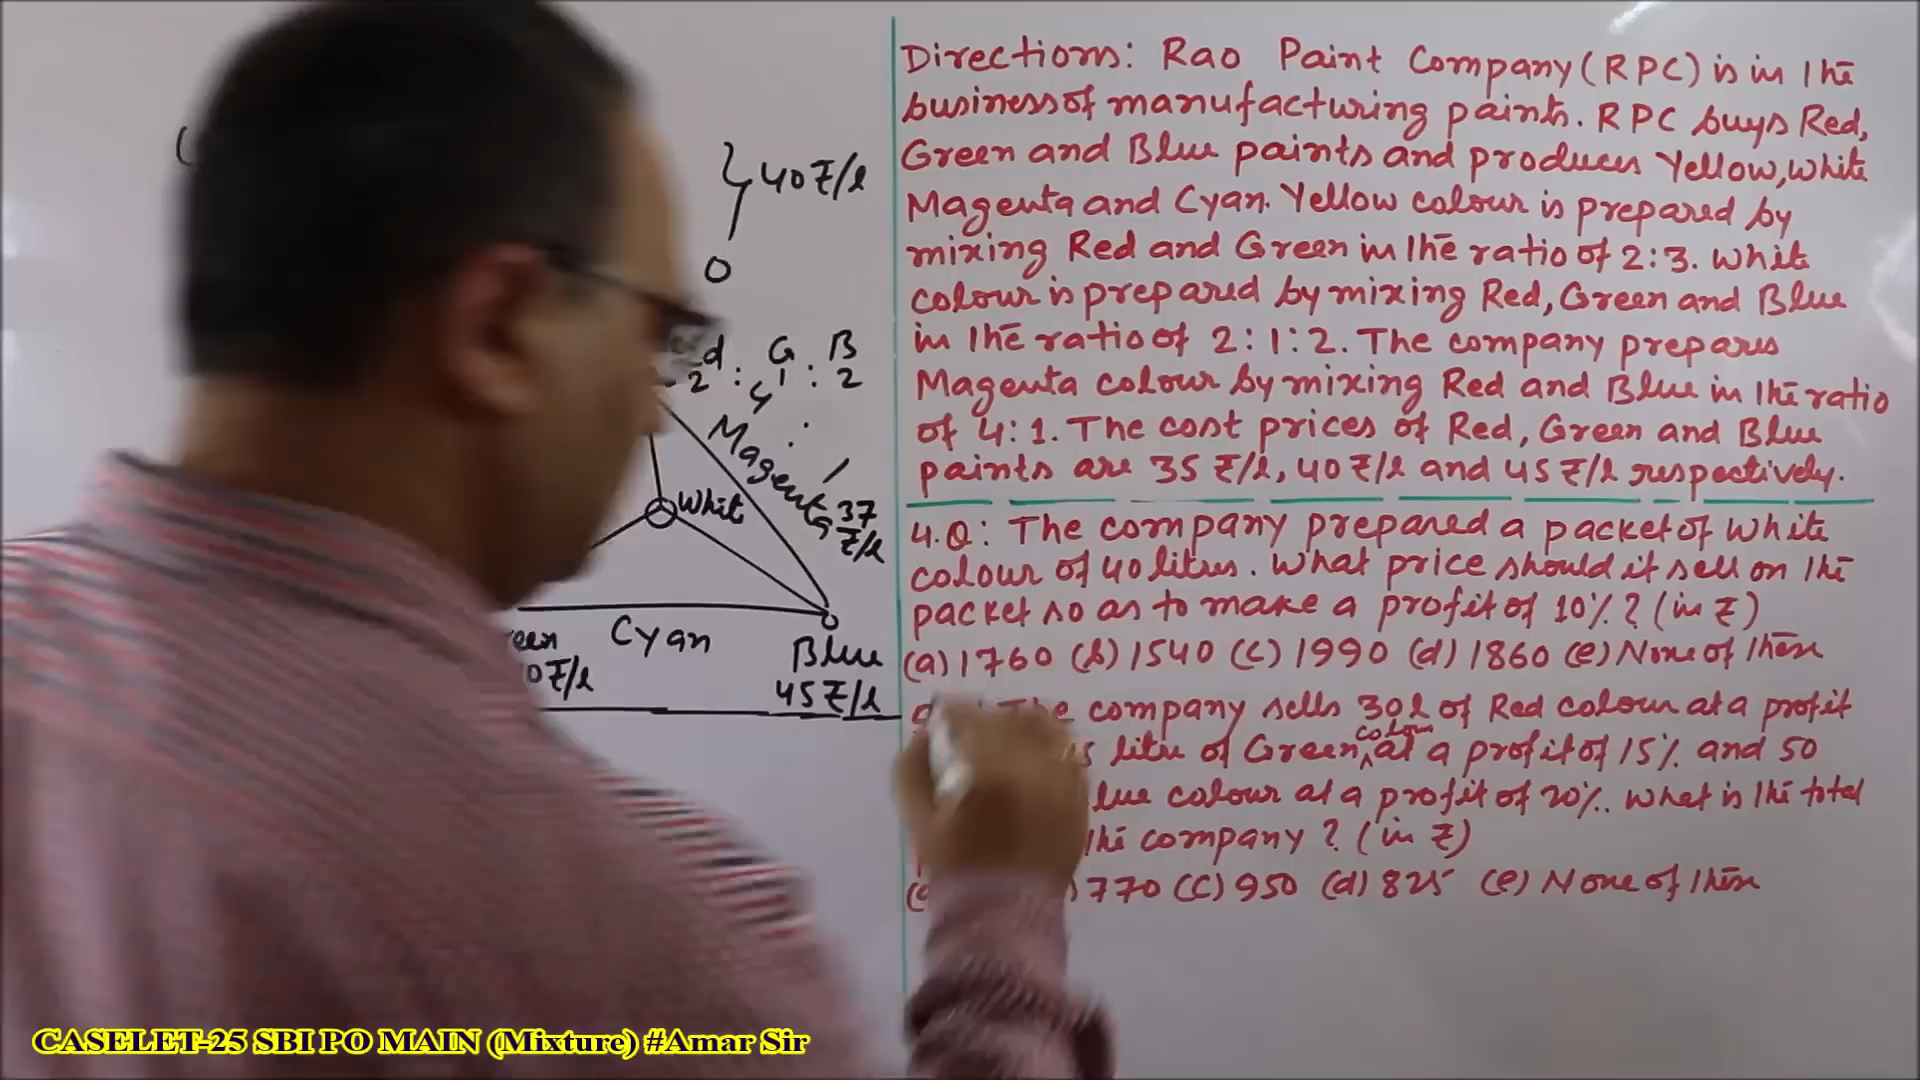 40 ₹/l
0
d : G : B
2 : 1 : 2
4 : 1
Magenta 37 ₹/l
White
Cyan
Blue
45 ₹/l
Directions: Rao Paint Company (RPC) is in the
business of manufacturing paints. RPC buys Red,
Green and Blue paints and produces Yellow, White
Magenta and Cyan. Yellow colour is prepared by
mixing Red and Green in the ratio of 2:3. White
colour is prepared by mixing Red, Green and Blue
in the ratio of 2:1:2. The company prepares
Magenta colour by mixing Red and Blue in the ratio
of 4:1. The cost prices of Red, Green and Blue
paints are 35 ₹/l, 40 ₹/l and 45 ₹/l respectively.
4.Q: The company prepared a packet of white
colour of 40 litres. What price should it sell on the
packet so as to make a profit of 10%? (in ₹)
(a) 1760 (b) 1540 (c) 1990 (d) 1860 (e) None of these
The company sells 30 l of Red colour at a profit
litre of Green colour at a profit of 15% and 50
colour at a profit of 20%. What is the total
the company? (in ₹)
770 (c) 950 (d) 825 (e) None of these
CASELET-25 SBI PO MAIN (Mixture) #Amar Sir